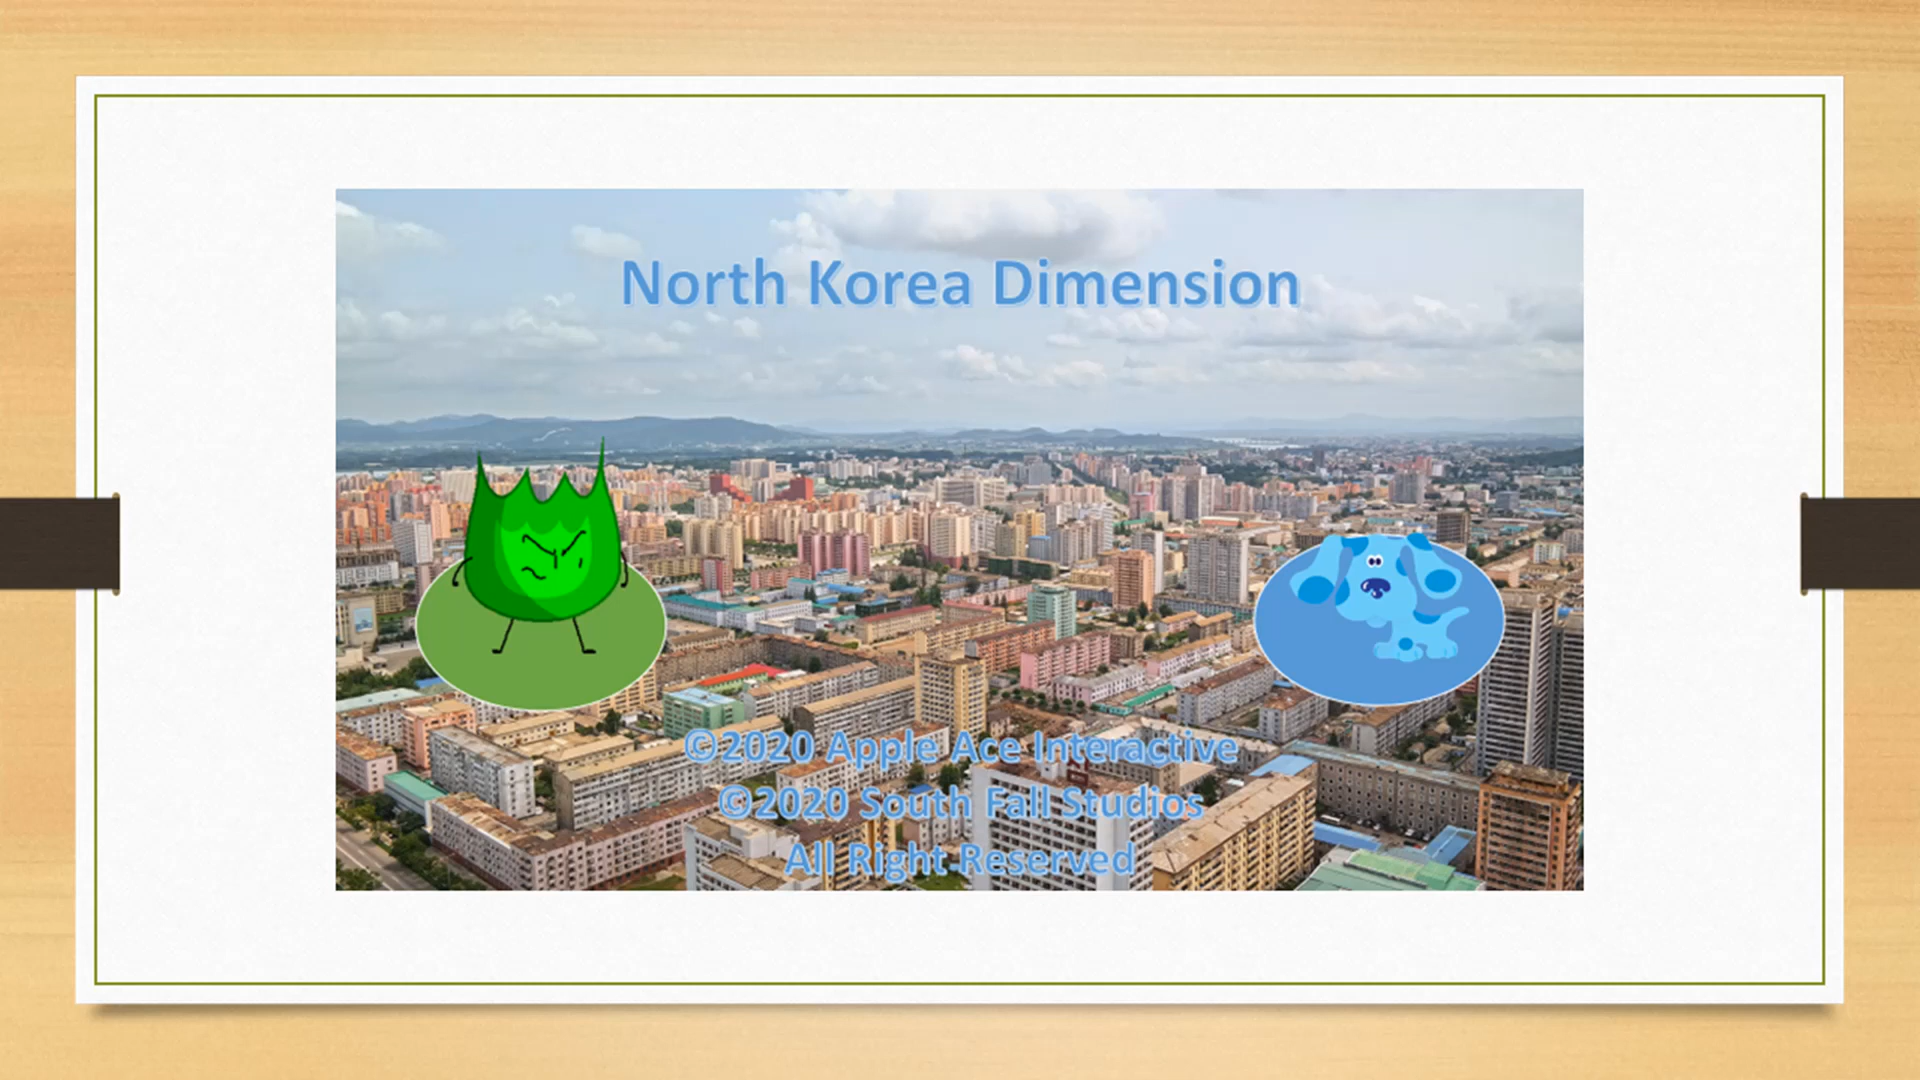 North Korea Dimension
©2020 Apple Ace Interactive
©2020 South Fall Studios
All Right Reserved